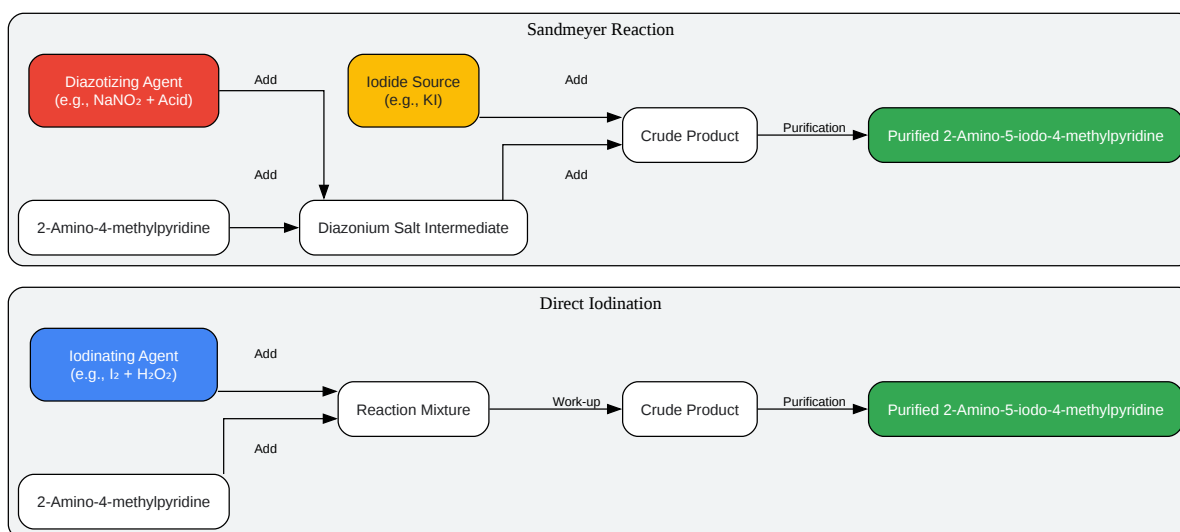 Sandmeyer Reaction
Diazotizing Agent
(e.g., NaNO₂ + Acid)
Add
Iodide Source
(e.g., KI)
Add
Crude Product
Purification
Purified 2-Amino-5-iodo-4-methylpyridine
Add
Add
2-Amino-4-methylpyridine
Diazonium Salt Intermediate
Direct Iodination
Iodinating Agent
(e.g., I₂ + H₂O₂)
Add
Reaction Mixture
Work-up
Crude Product
Purification
Purified 2-Amino-5-iodo-4-methylpyridine
Add
2-Amino-4-methylpyridine